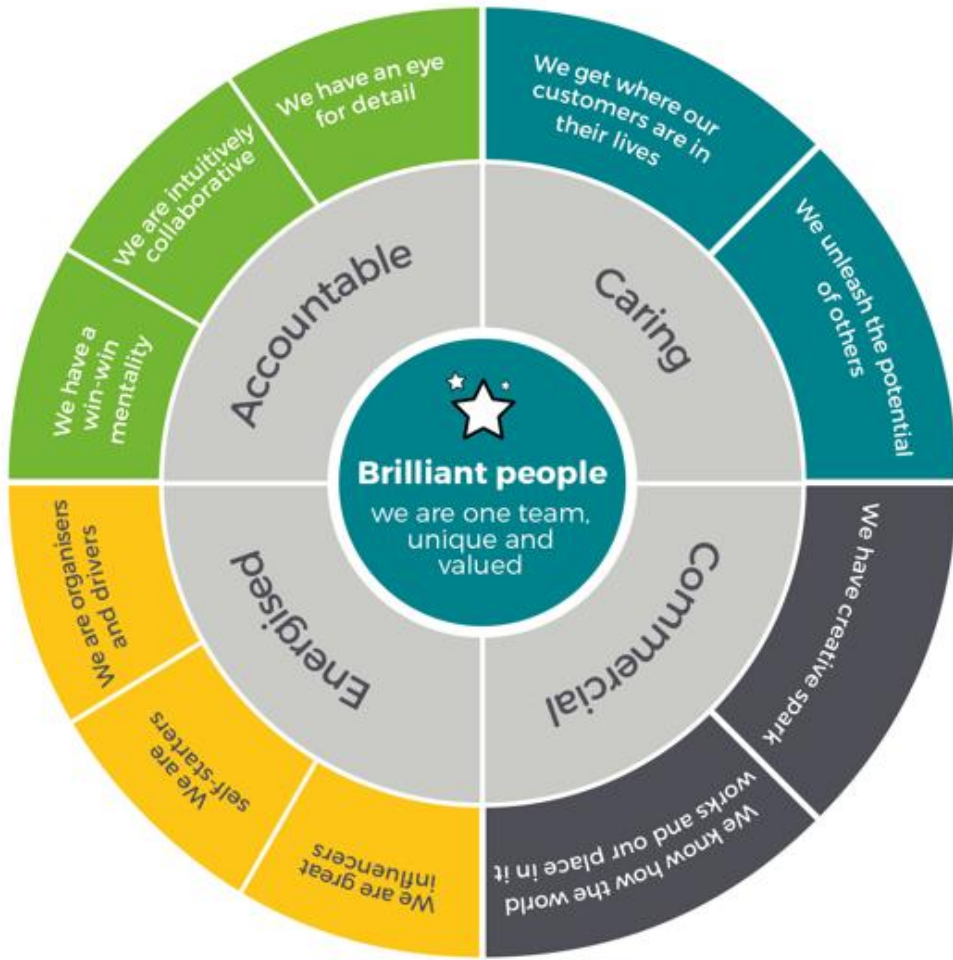 We get where our
customers are in
their lives
We unleash the potential
of others
We have creative spark
We know how the world
works and our place in it
We are great
influencers
We are
self-starters
We are organisers
and drivers
We have a
win-win
mentality
We are intuitively
collaborative
We have an eye
for detail
Accountable
Caring
Commercial
Energised
Brilliant people
we are one team,
unique and
valued